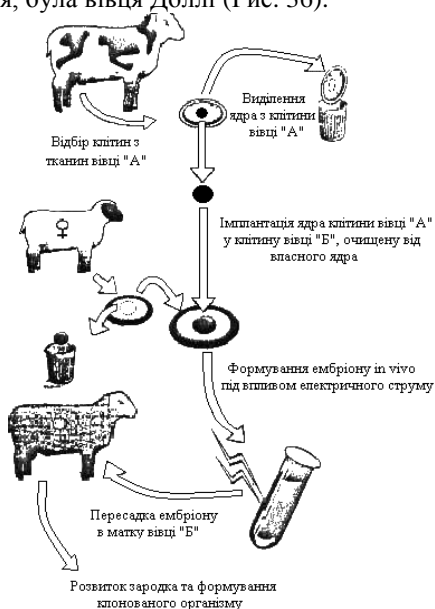 я, була вівця Доллі (Рис. 36).
Відбір клітин з
тканин вівці "А"
Виділення
ядра з клітини
вівці "А"
Імплантація ядра клітини вівці "А"
у клітину вівці "Б", очищену від
власного ядра
Формування ембріону in vivo
під впливом електричного струму
Пересадка ембріону
в матку вівці "Б"
Розвиток зародка та формування
клонованого організму